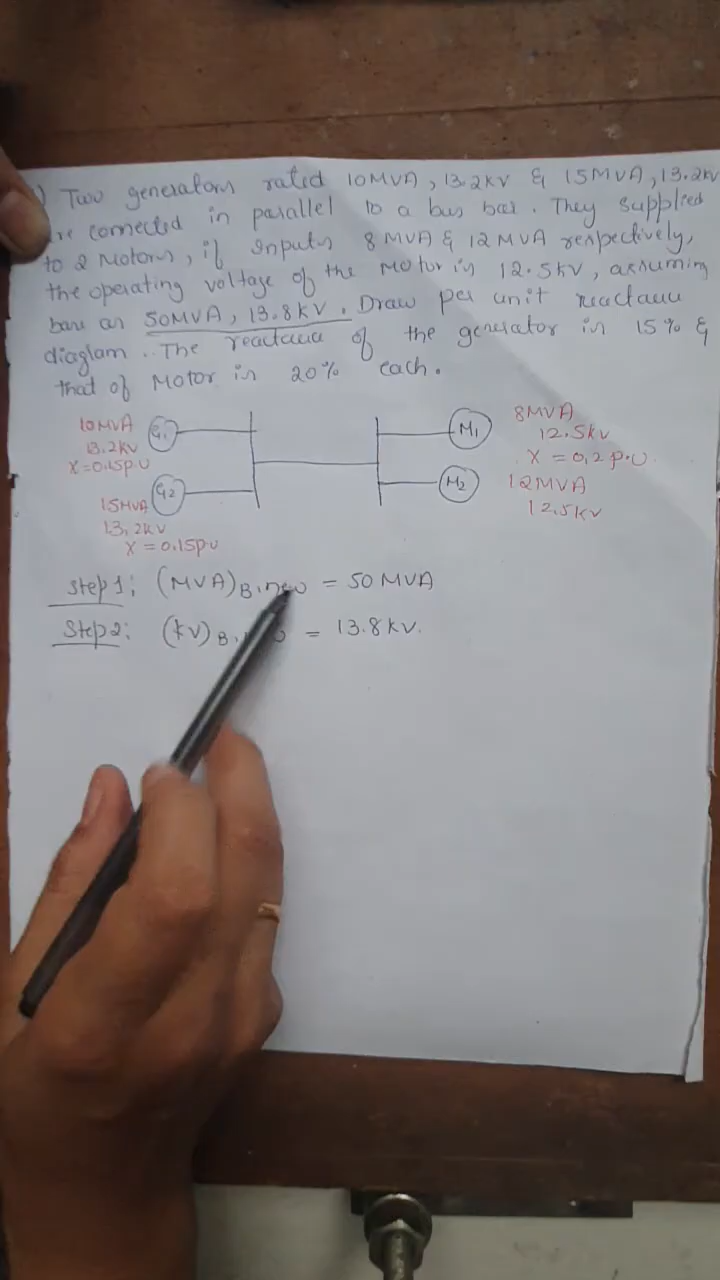 ) Two generators rated 10MVA, 13.2kV & 15MVA, 13.2kV
are connected in parallel to a bus bar. They supplied
to 2 Motors, if Inputs 8 MVA & 12 MVA respectively,
the operating voltage of the Motor is 12.5kV, assuming
base as 50MVA, 13.8kV. Draw per unit reactance
diagram. The reactance of the generator is 15% &
that of Motor is 20% each.
10MVA
13.2kV
X=0.15p.u
G1
M1
8MVA
12.5kV
X = 0.2 p.u.
15MVA
13.2kV
X = 0.15pu
G2
M2
12MVA
12.5kV
Step1: (MVA)B,new = 50 MVA
Step2: (kV)B, = 13.8kV.